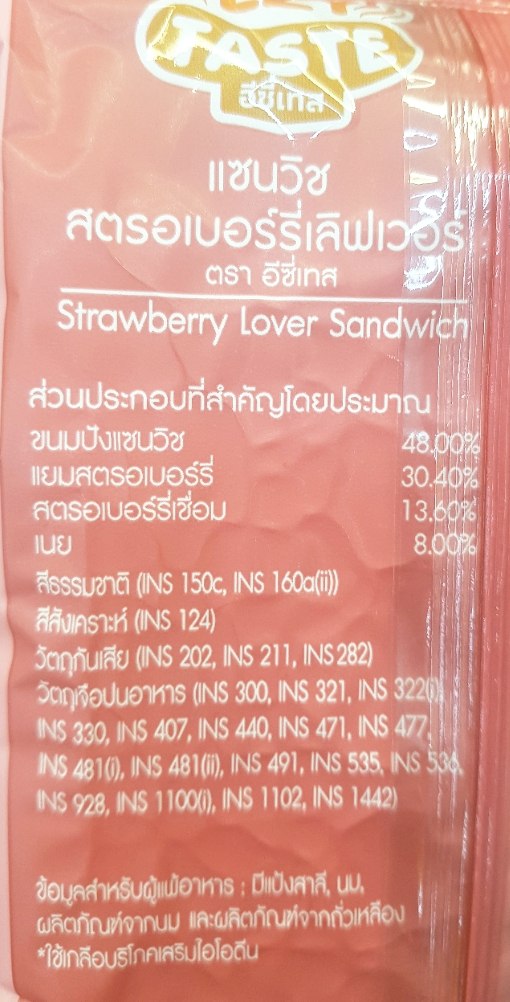 TASTE
อีซี่เทส
แซนวิช
สตรอเบอร์รี่เลิฟเวอร์
ตรา อีซี่เทส
Strawberry Lover Sandwich
ส่วนประกอบที่สำคัญโดยประมาณ
ขนมปังแซนวิช 48.00%
แยมสตรอเบอร์รี่ 30.40%
สตรอเบอร์รี่เชื่อม 13.60%
เนย 8.00%
สีธรรมชาติ (INS 150c, INS 160a(ii))
สีสังเคราะห์ (INS 124)
วัตถุกันเสีย (INS 202, INS 211, INS 282)
วัตถุเจือปนอาหาร (INS 300, INS 321, INS 322(i),
INS 330, INS 407, INS 440, INS 471, INS 477,
INS 481(i), INS 481(ii), INS 491, INS 535, INS 536,
INS 928, INS 1100(i), INS 1102, INS 1442)
ข้อมูลสำหรับผู้แพ้อาหาร : มีแป้งสาลี, นม,
ผลิตภัณฑ์จากนม และผลิตภัณฑ์จากถั่วเหลือง
*ใช้เกลือบริโภคเสริมไอโอดีน